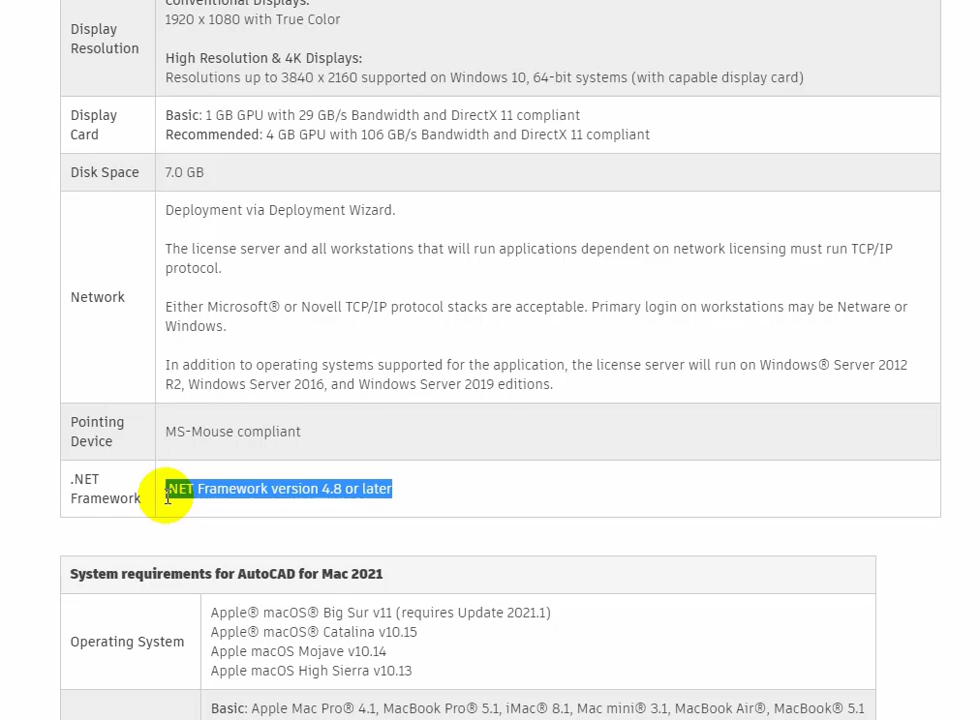 Conventional Displays:
1920 x 1080 with True Color
Display
Resolution
High Resolution & 4K Displays:
Resolutions up to 3840 x 2160 supported on Windows 10, 64-bit systems (with capable display card)
Display
Card
Basic: 1 GB GPU with 29 GB/s Bandwidth and DirectX 11 compliant
Recommended: 4 GB GPU with 106 GB/s Bandwidth and DirectX 11 compliant
Disk Space
7.0 GB
Network
Deployment via Deployment Wizard.
The license server and all workstations that will run applications dependent on network licensing must run TCP/IP
protocol.
Either Microsoft® or Novell TCP/IP protocol stacks are acceptable. Primary login on workstations may be Netware or
Windows.
In addition to operating systems supported for the application, the license server will run on Windows® Server 2012
R2, Windows Server 2016, and Windows Server 2019 editions.
Pointing
Device
MS-Mouse compliant
.NET
Framework
.NET Framework version 4.8 or later
System requirements for AutoCAD for Mac 2021
Operating System
Apple® macOS® Big Sur v11 (requires Update 2021.1)
Apple® macOS® Catalina v10.15
Apple macOS Mojave v10.14
Apple macOS High Sierra v10.13
Basic: Apple Mac Pro® 4.1, MacBook Pro® 5.1, iMac® 8.1, Mac mini® 3.1, MacBook Air®, MacBook® 5.1